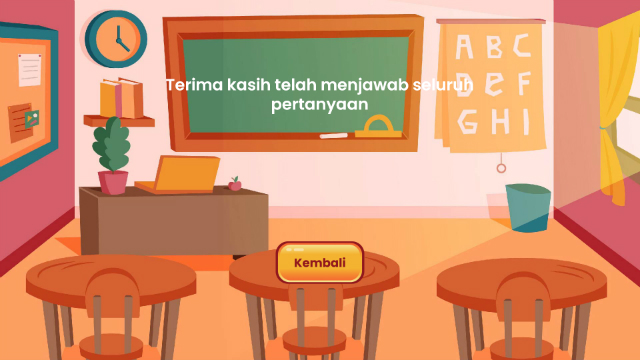 Terima kasih telah menjawab seluruh
pertanyaan
A B C
D E F
G H I
Kembali